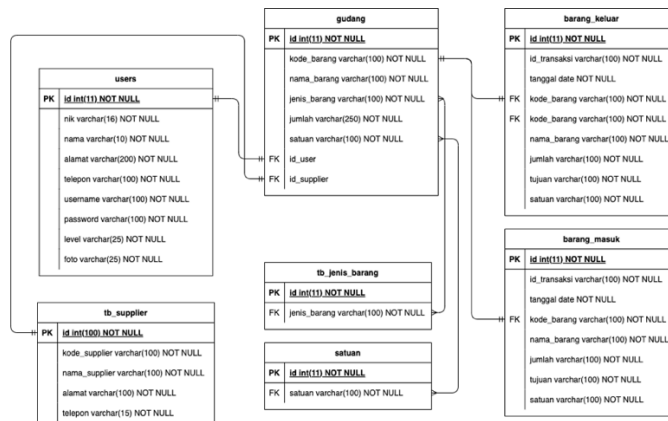 users
PK id int(11) NOT NULL
nik varchar(16) NOT NULL
nama varchar(10) NOT NULL
alamat varchar(200) NOT NULL
telepon varchar(100) NOT NULL
username varchar(100) NOT NULL
password varchar(100) NOT NULL
level varchar(25) NOT NULL
foto varchar(25) NOT NULL
tb_supplier
PK id int(100) NOT NULL
kode_supplier varchar(100) NOT NULL
nama_supplier varchar(100) NOT NULL
alamat varchar(100) NOT NULL
telepon varchar(15) NOT NULL
gudang
PK id int(11) NOT NULL
kode_barang varchar(100) NOT NULL
nama_barang varchar(100) NOT NULL
jenis_barang varchar(100) NOT NULL
jumlah varchar(250) NOT NULL
satuan varchar(100) NOT NULL
FK id_user
FK id_supplier
tb_jenis_barang
PK id int(11) NOT NULL
FK jenis_barang varchar(100) NOT NULL
satuan
PK id int(11) NOT NULL
FK satuan varchar(100) NOT NULL
barang_keluar
PK id int(11) NOT NULL
id_transaksi varchar(100) NOT NULL
tanggal date NOT NULL
FK kode_barang varchar(100) NOT NULL
FK kode_barang varchar(100) NOT NULL
nama_barang varchar(100) NOT NULL
jumlah varchar(100) NOT NULL
tujuan varchar(100) NOT NULL
satuan varchar(100) NOT NULL
barang_masuk
PK id int(11) NOT NULL
id_transaksi varchar(100) NOT NULL
tanggal date NOT NULL
FK kode_barang varchar(100) NOT NULL
nama_barang varchar(100) NOT NULL
jumlah varchar(100) NOT NULL
tujuan varchar(100) NOT NULL
satuan varchar(100) NOT NULL